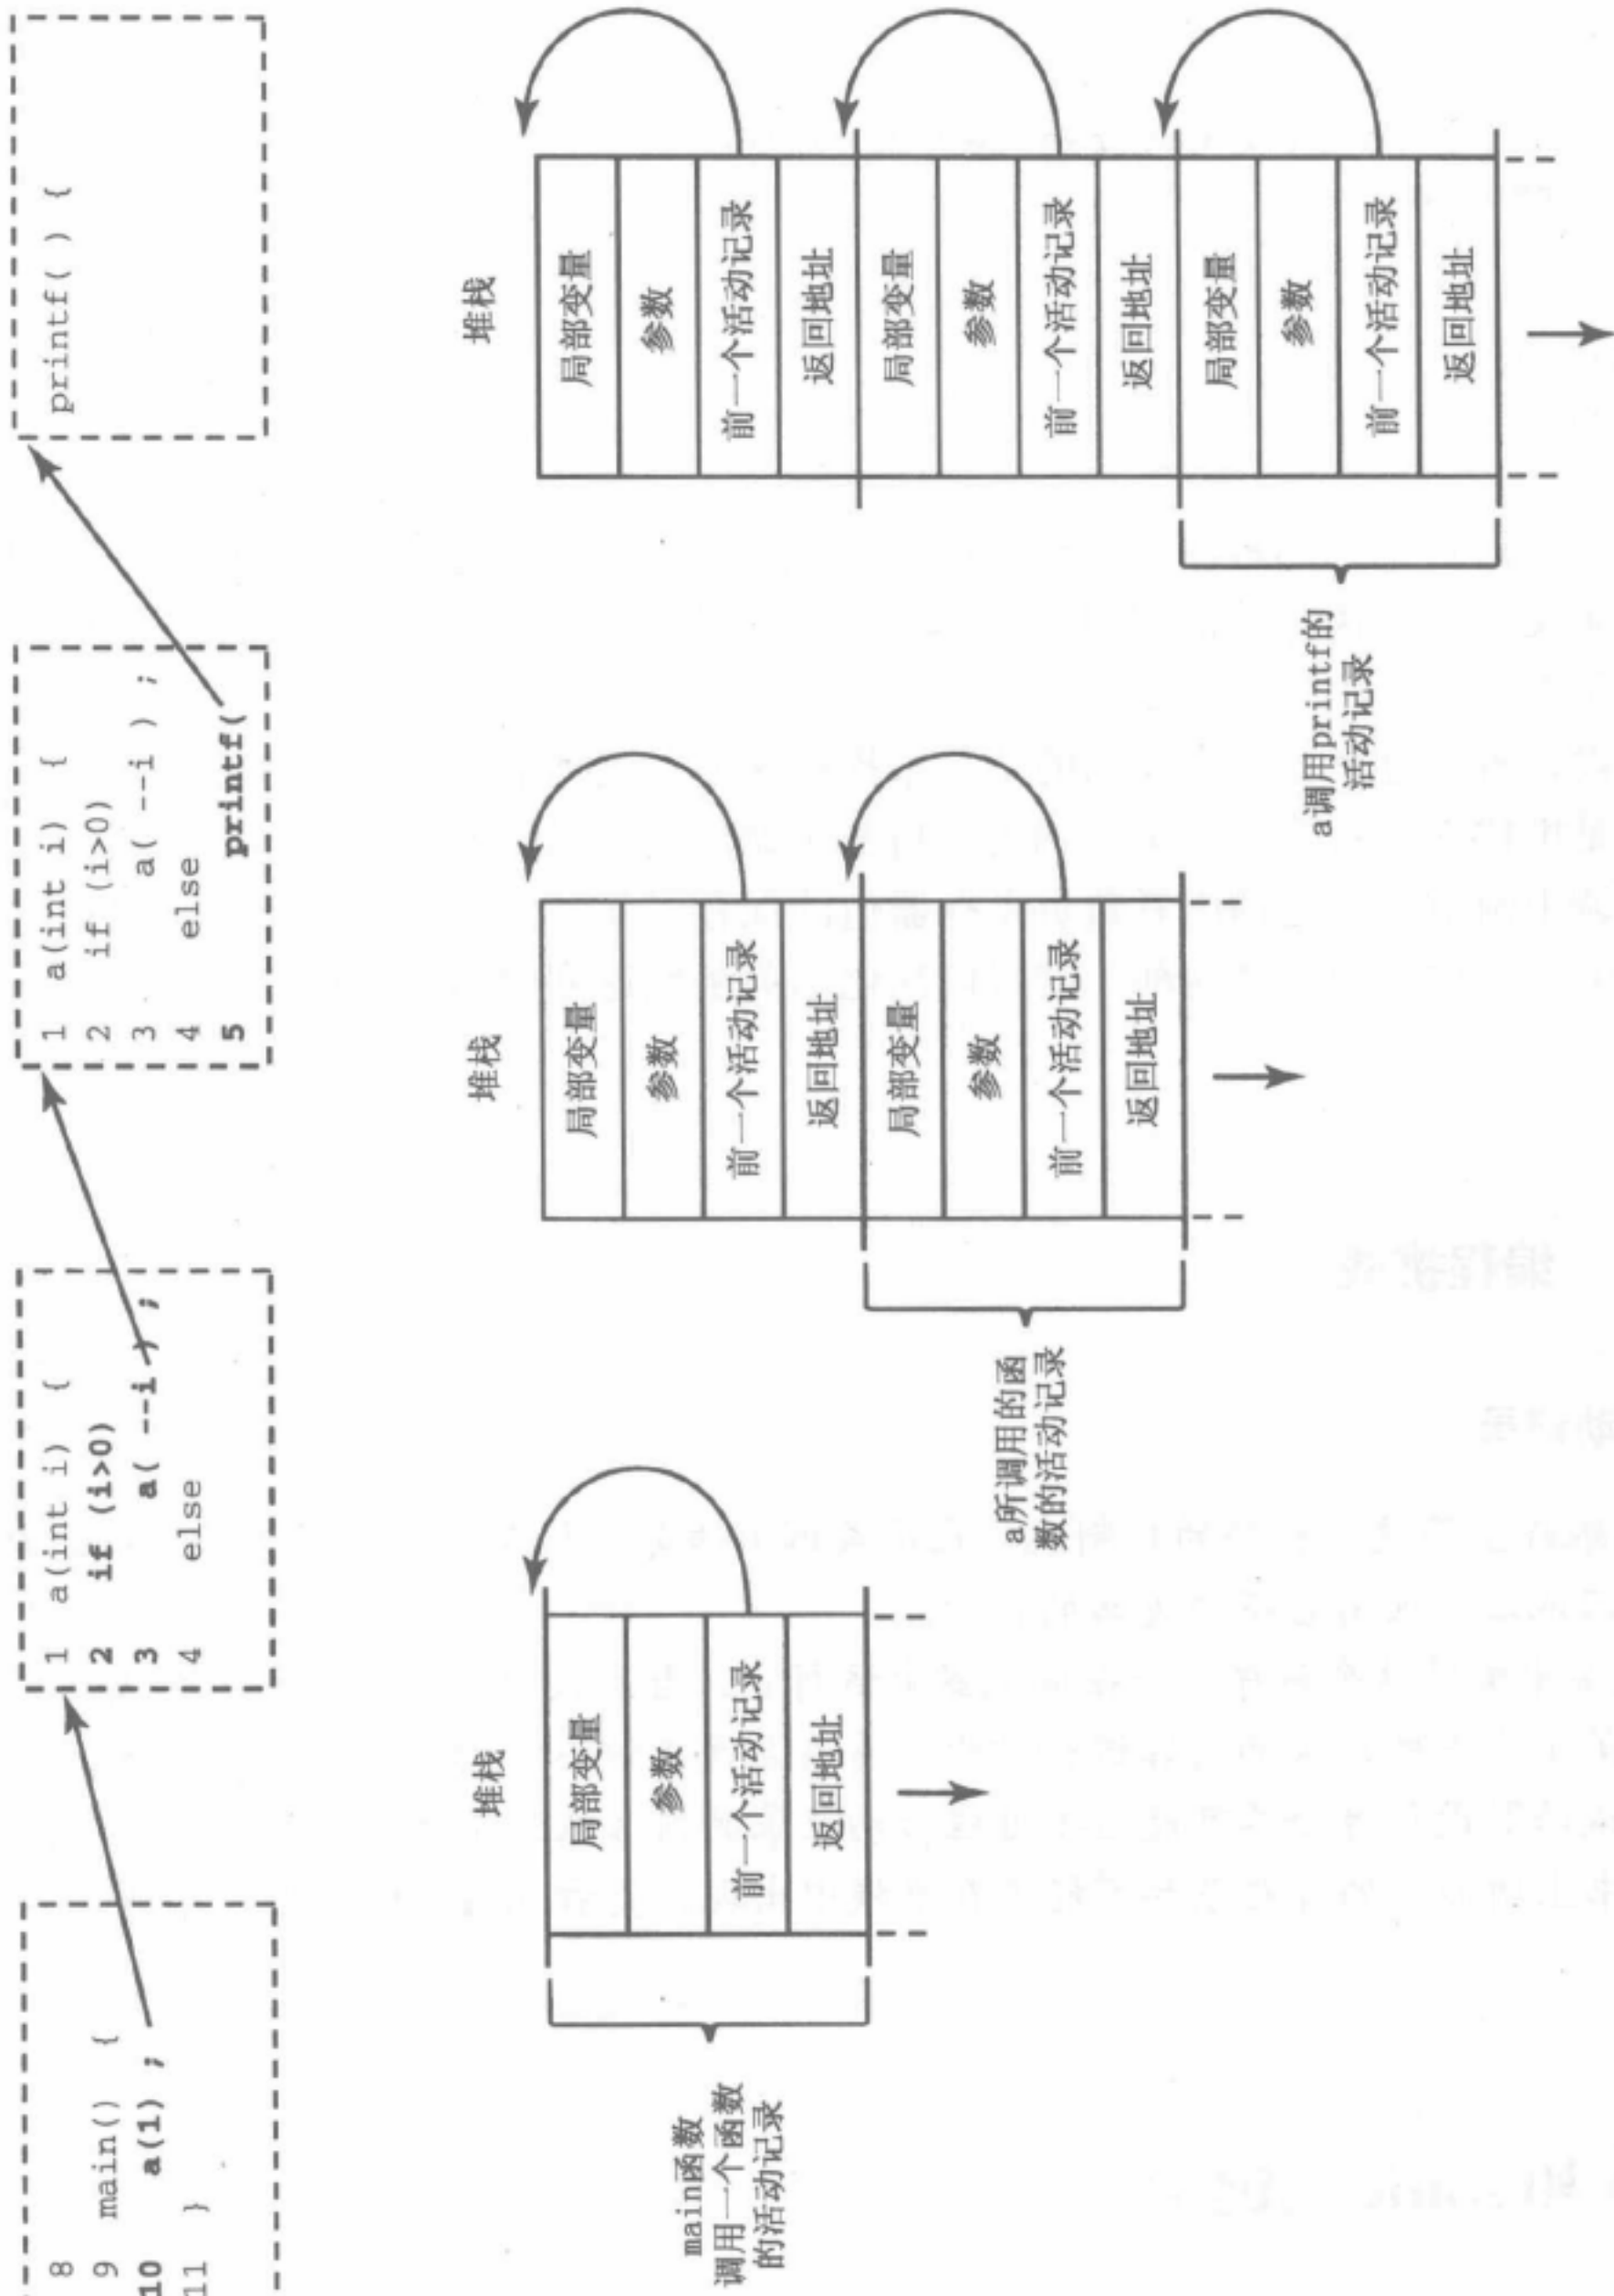 8
9 main() {
10 a(1) ;
11 }
1 a(int i) {
2 if (i>0)
3 a( --i ) ;
4 else
1 a(int i) {
2 if (i>0)
3 a( --i ) ;
4 else
5 printf(
printf( ) {
堆栈
局部变量
参数
前一个活动记录
返回地址
main函数
调用一个函数
的活动记录
堆栈
局部变量
参数
前一个活动记录
返回地址
局部变量
参数
前一个活动记录
返回地址
a所调用的函
数的活动记录
堆栈
局部变量
参数
前一个活动记录
返回地址
局部变量
参数
前一个活动记录
返回地址
局部变量
参数
前一个活动记录
返回地址
a调用printf的
活动记录